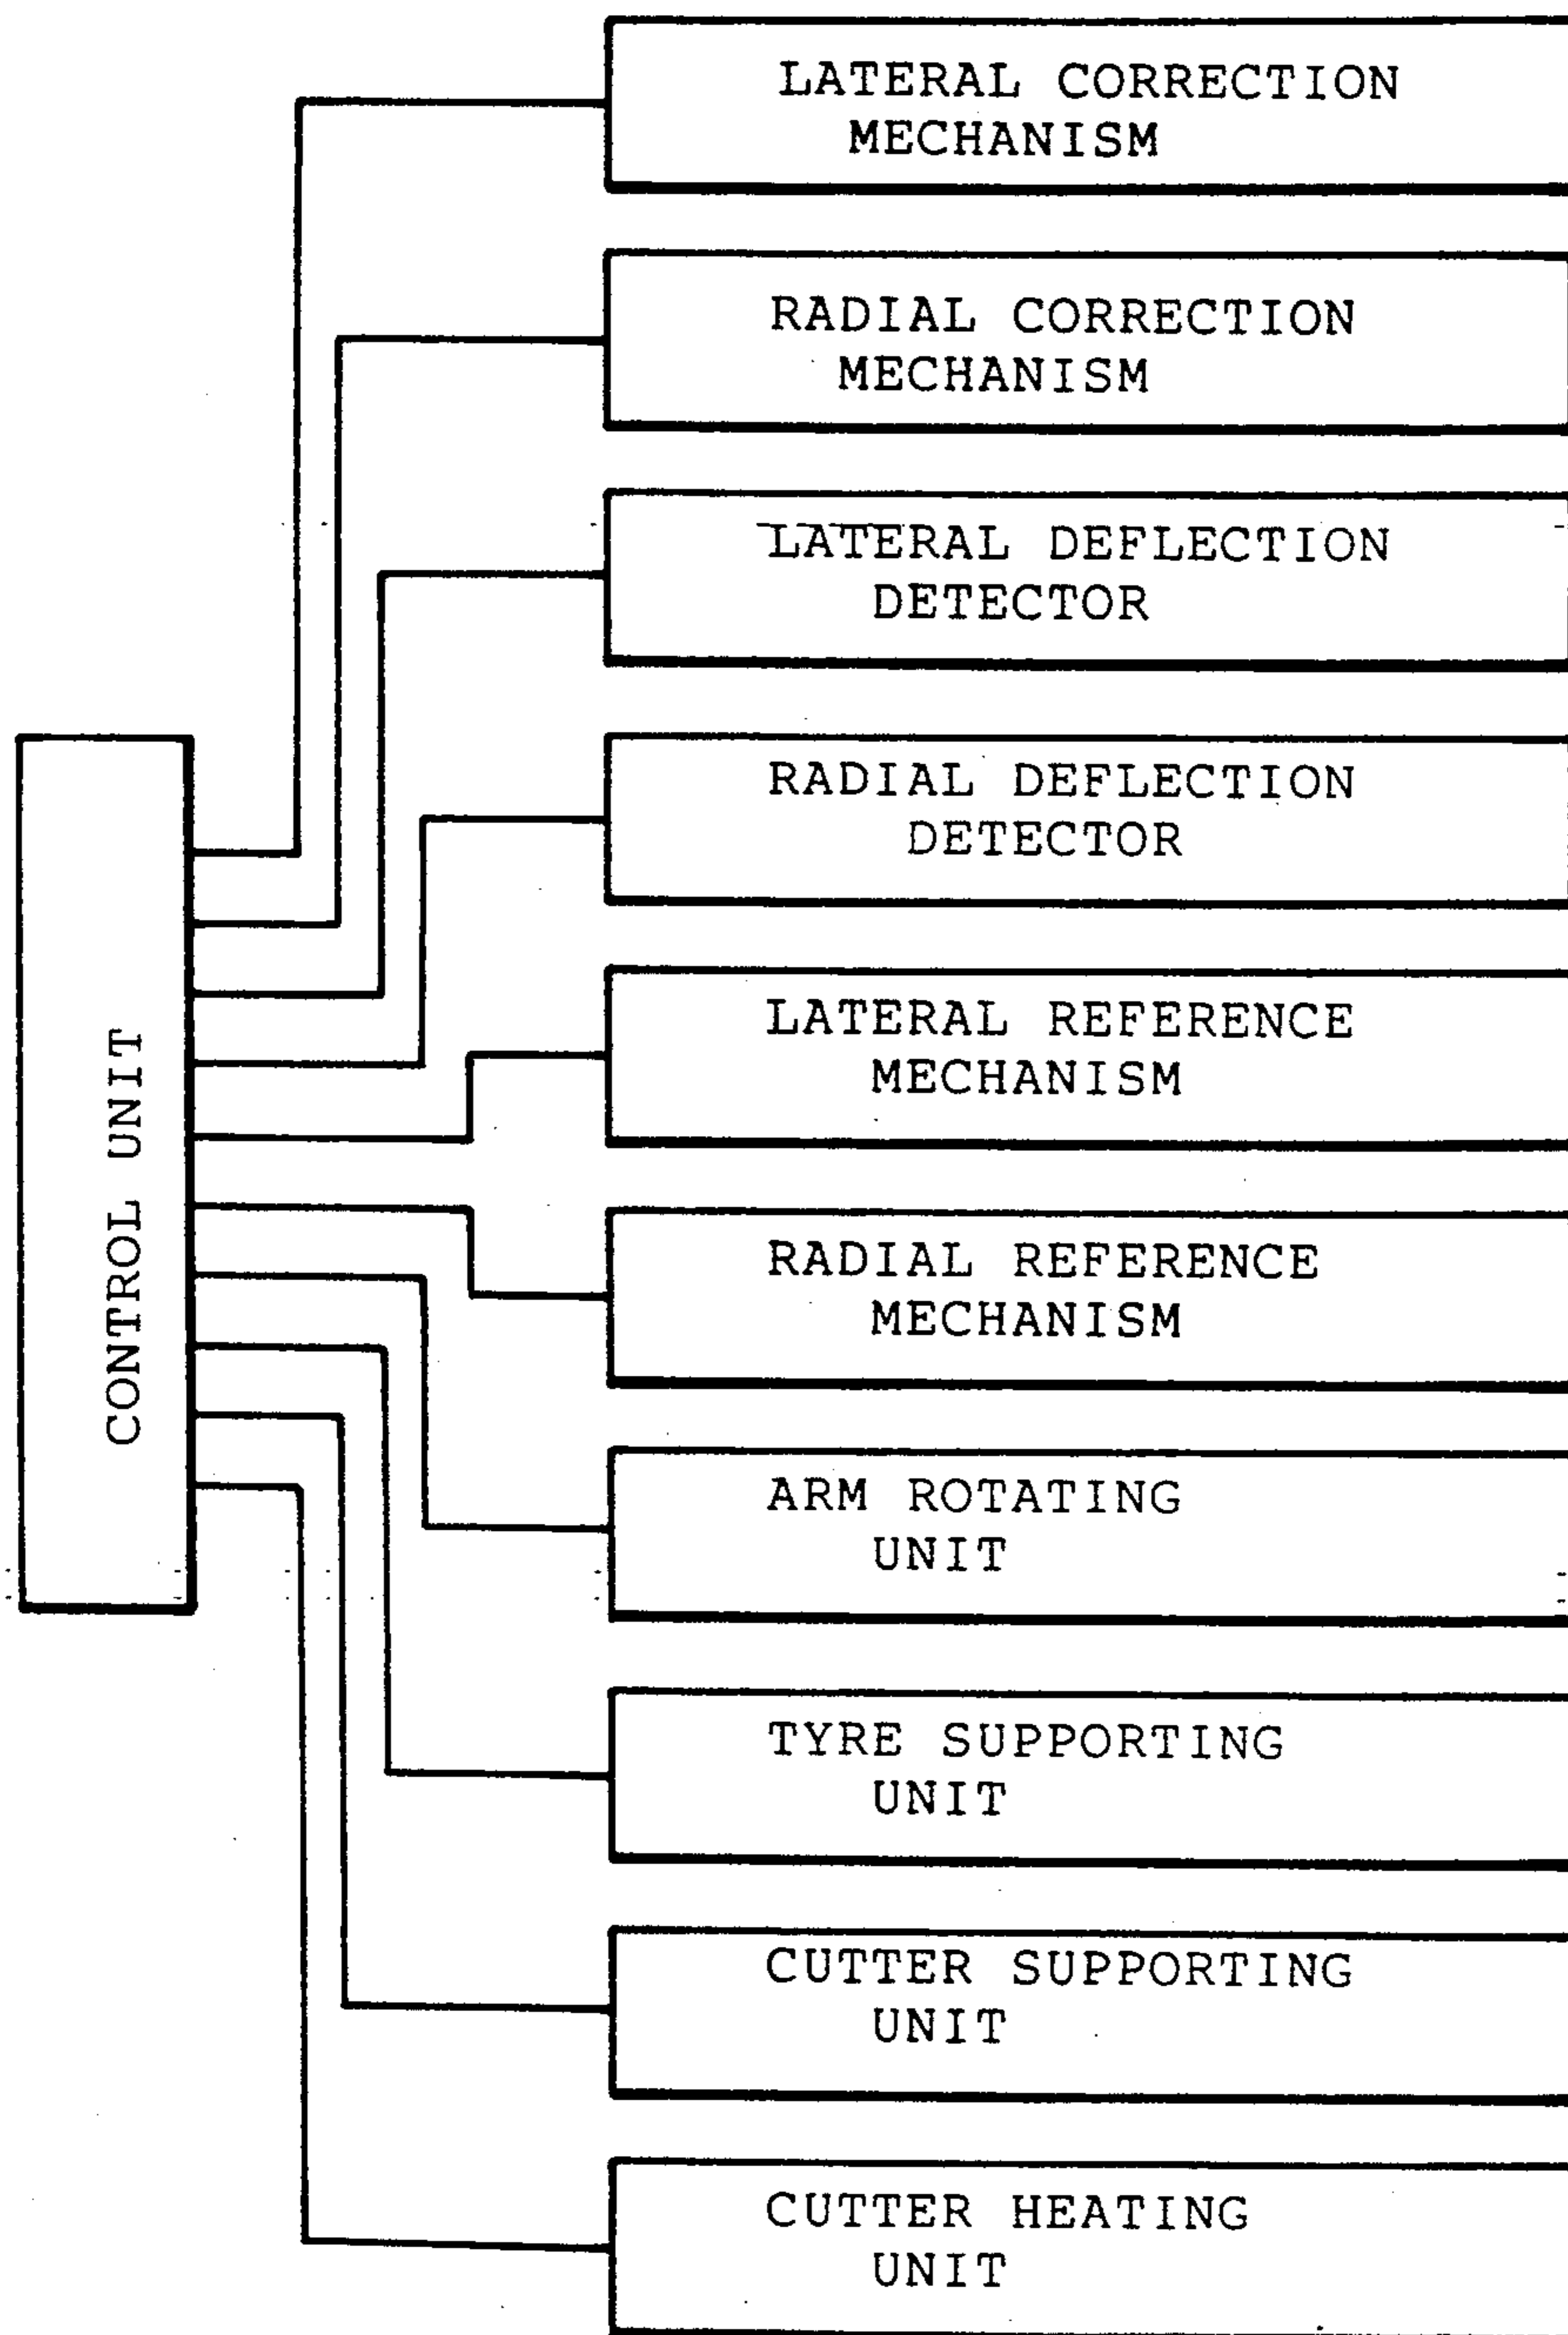 LATERAL CORRECTION
MECHANISM
RADIAL CORRECTION
MECHANISM
LATERAL DEFLECTION
DETECTOR
RADIAL DEFLECTION
DETECTOR
LATERAL REFERENCE
MECHANISM
CONTROL UNIT
RADIAL REFERENCE
MECHANISM
ARM ROTATING
UNIT
TYRE SUPPORTING
UNIT
CUTTER SUPPORTING
UNIT
CUTTER HEATING
UNIT